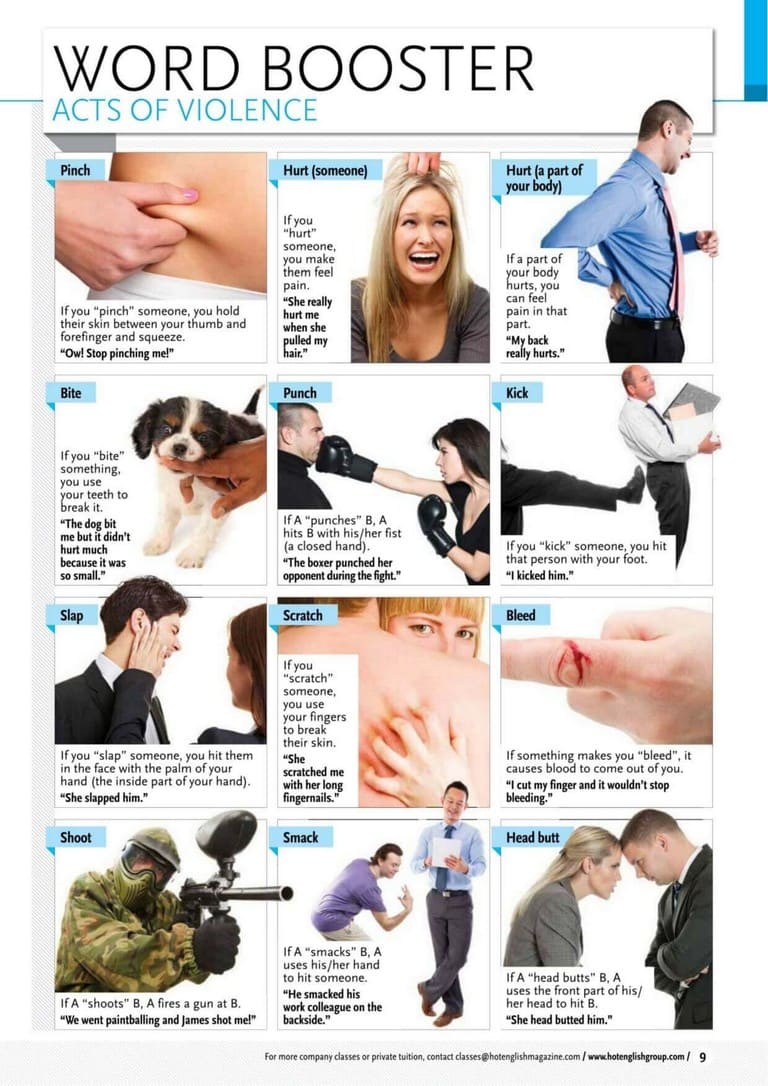 WORD BOOSTER
ACTS OF VIOLENCE
Pinch
If you "pinch" someone, you hold
their skin between your thumb and
forefinger and squeeze.
"Ow! Stop pinching me!"
Hurt (someone)
If you
"hurt"
someone,
you make
them feel
pain.
"She really
hurt me
when she
pulled my
hair."
Hurt (a part of
your body)
If a part of
your body
hurts, you
can feel
pain in that
part.
"My back
really hurts."
Bite
If you "bite"
something,
you use
your teeth to
break it.
"The dog bit
me but it didn't
hurt much
because it was
so small."
Punch
If A "punches" B, A
hits B with his/her fist
(a closed hand).
"The boxer punched her
opponent during the fight."
Kick
If you "kick" someone, you hit
that person with your foot.
"I kicked him."
Slap
If you "slap" someone, you hit them
in the face with the palm of your
hand (the inside part of your hand).
"She slapped him."
Scratch
If you
"scratch"
someone,
you use
your fingers
to break
their skin.
"She
scratched me
with her long
fingernails."
Bleed
If something makes you "bleed", it
causes blood to come out of you.
"I cut my finger and it wouldn't stop
bleeding."
Shoot
If A "shoots" B, A fires a gun at B.
"We went paintballing and James shot me!"
Smack
If A "smacks" B, A
uses his/her hand
to hit someone.
"He smacked his
work colleague on the
backside."
Head butt
If A "head butts" B, A
uses the front part of his/
her head to hit B.
"She head butted him."
For more company classes or private tuition, contact classes@hotenglishmagazine.com / www.hotenglishgroup.com / 9